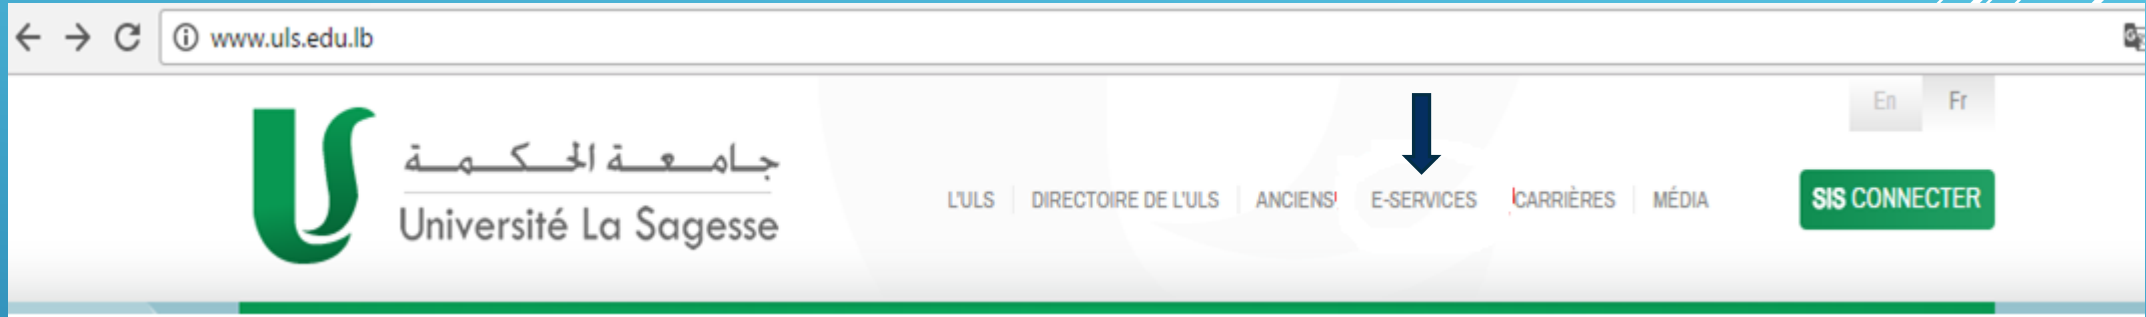 www.uls.edu.lb
En Fr
جامعة الحكمة
Université La Sagesse
L'ULS DIRECTOIRE DE L'ULS ANCIENS E-SERVICES CARRIÈRES MÉDIA SIS CONNECTER